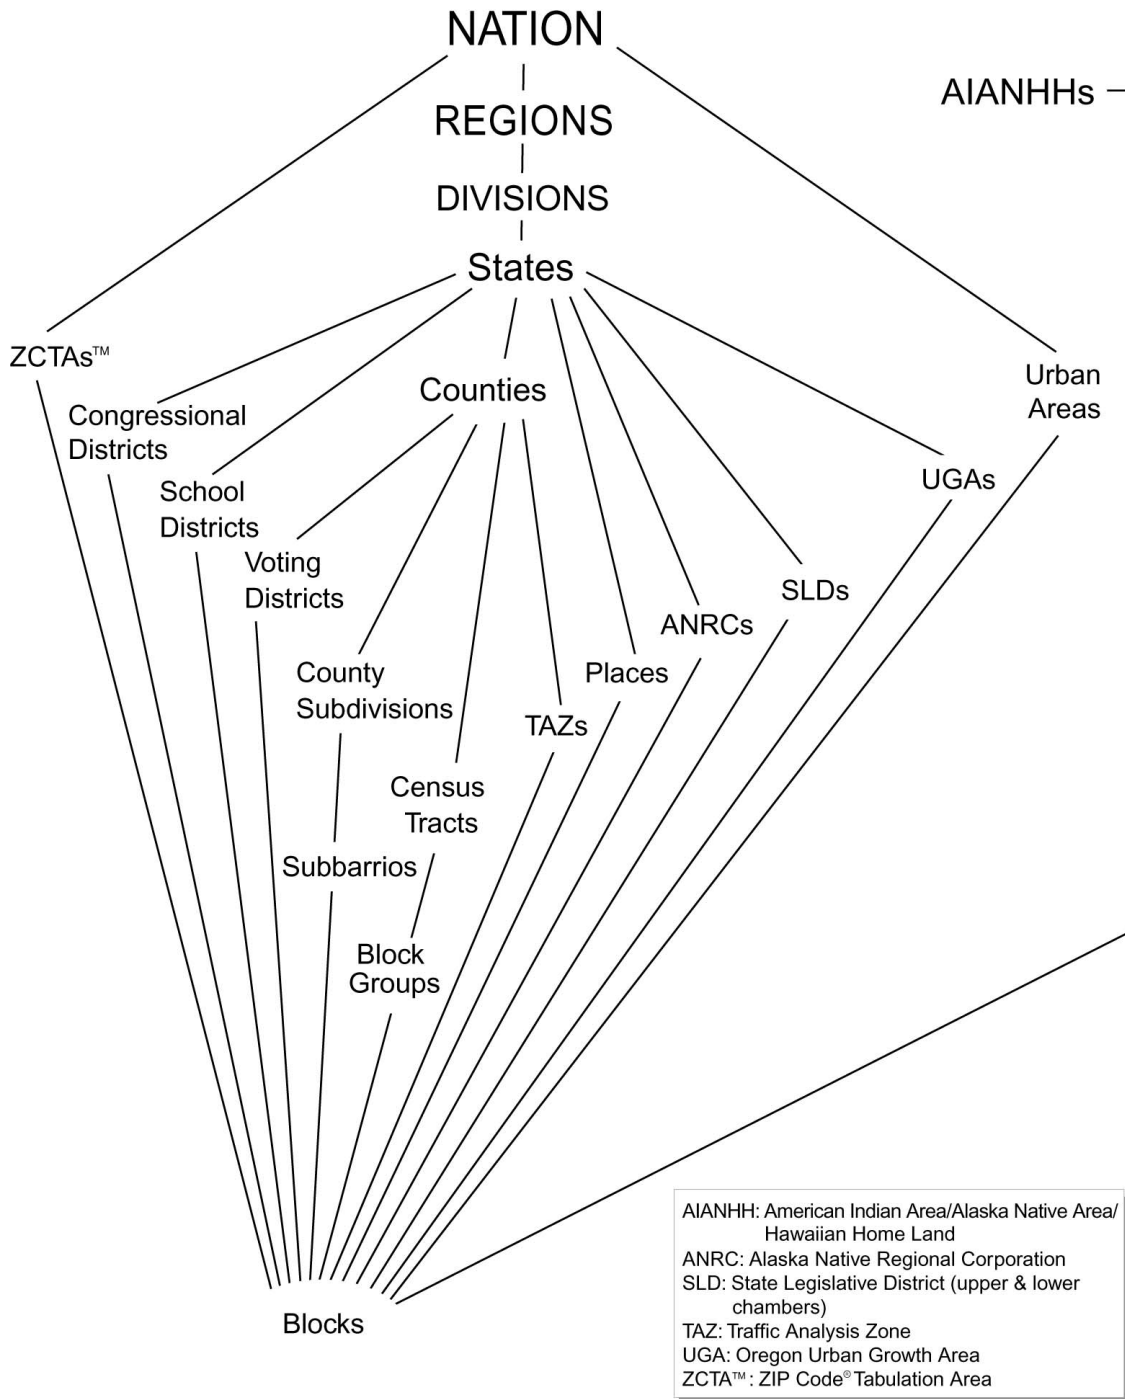 NATION
AIANHHs
REGIONS
DIVISIONS
States
ZCTAs™
Counties
Urban
Areas
Congressional
Districts
School
Districts
UGAs
Voting
Districts
SLDs
ANRCs
County
Subdivisions
Places
TAZs
Census
Tracts
Subbarrios
Block
Groups
Blocks
AIANHH: American Indian Area/Alaska Native Area/
Hawaiian Home Land
ANRC: Alaska Native Regional Corporation
SLD: State Legislative District (upper & lower
chambers)
TAZ: Traffic Analysis Zone
UGA: Oregon Urban Growth Area
ZCTA™: ZIP Code® Tabulation Area